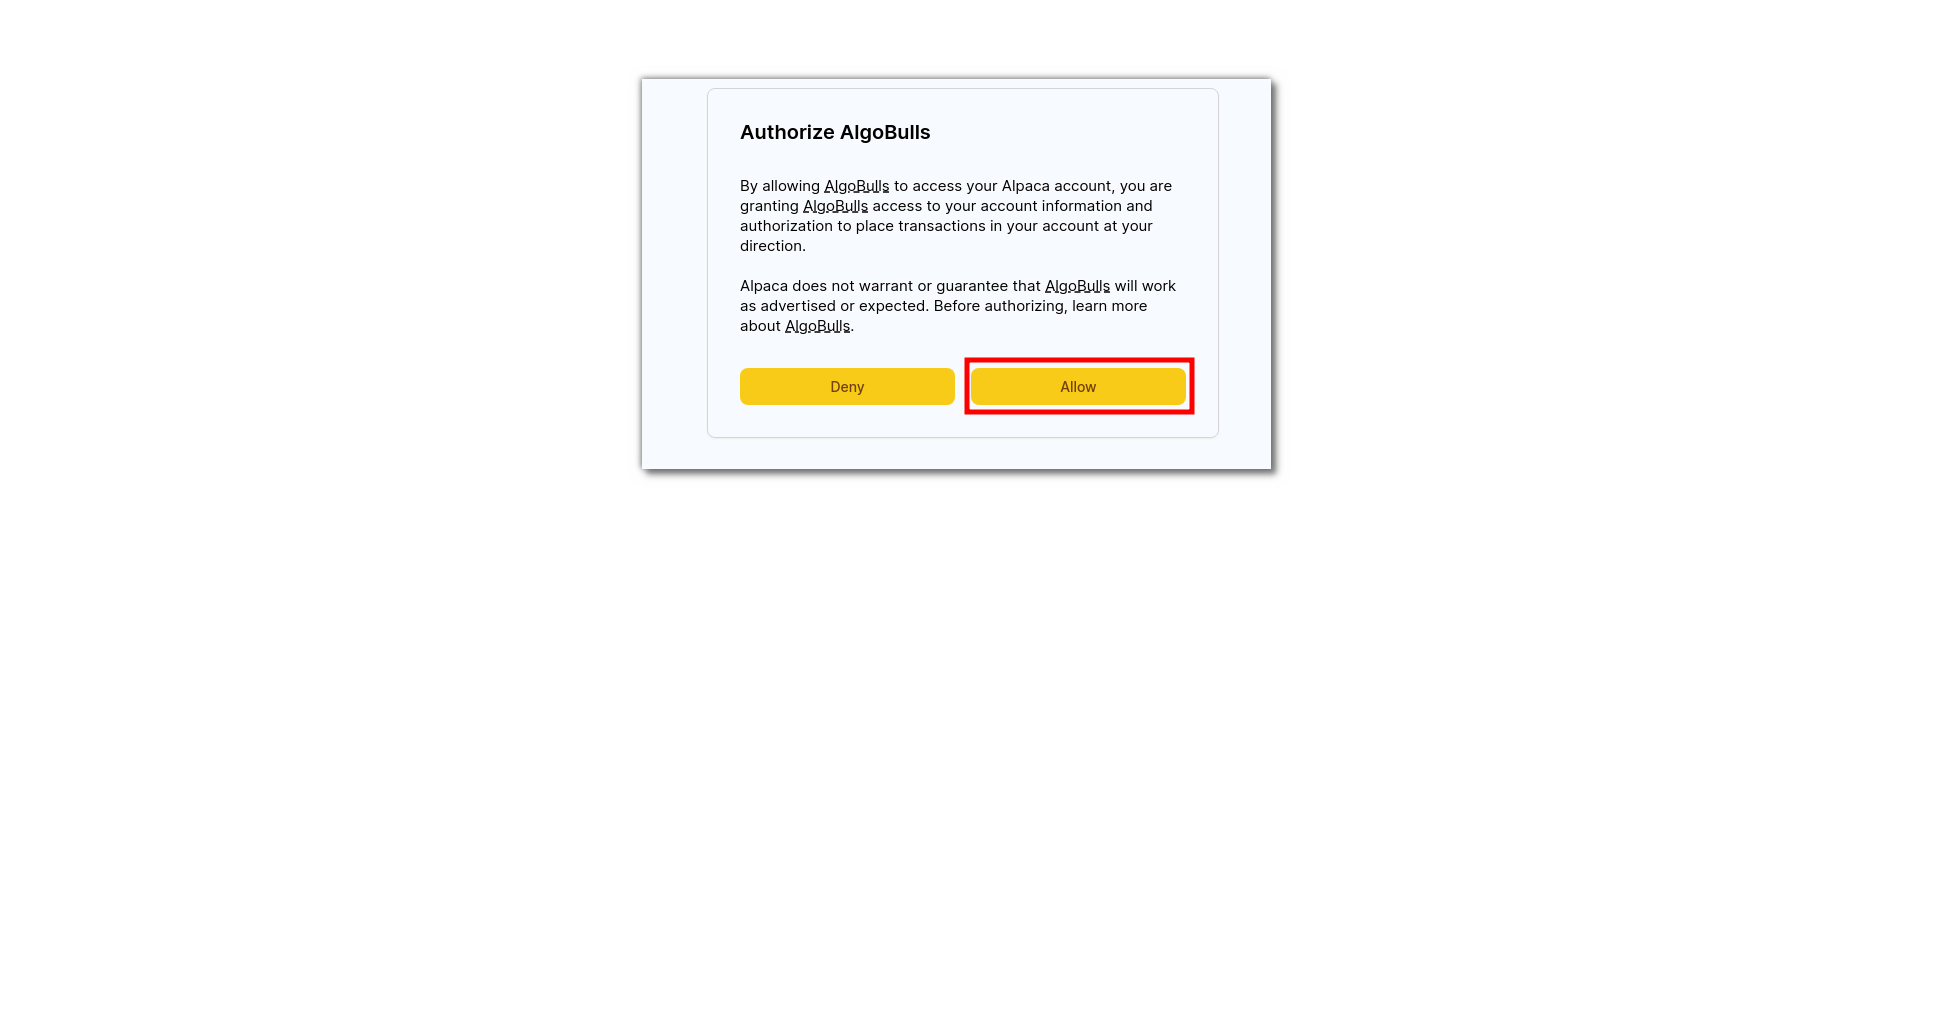 Authorize AlgoBulls
By allowing AlgoBulls to access your Alpaca account, you are
granting AlgoBulls access to your account information and
authorization to place transactions in your account at your
direction.
Alpaca does not warrant or guarantee that AlgoBulls will work
as advertised or expected. Before authorizing, learn more
about AlgoBulls.
Deny Allow